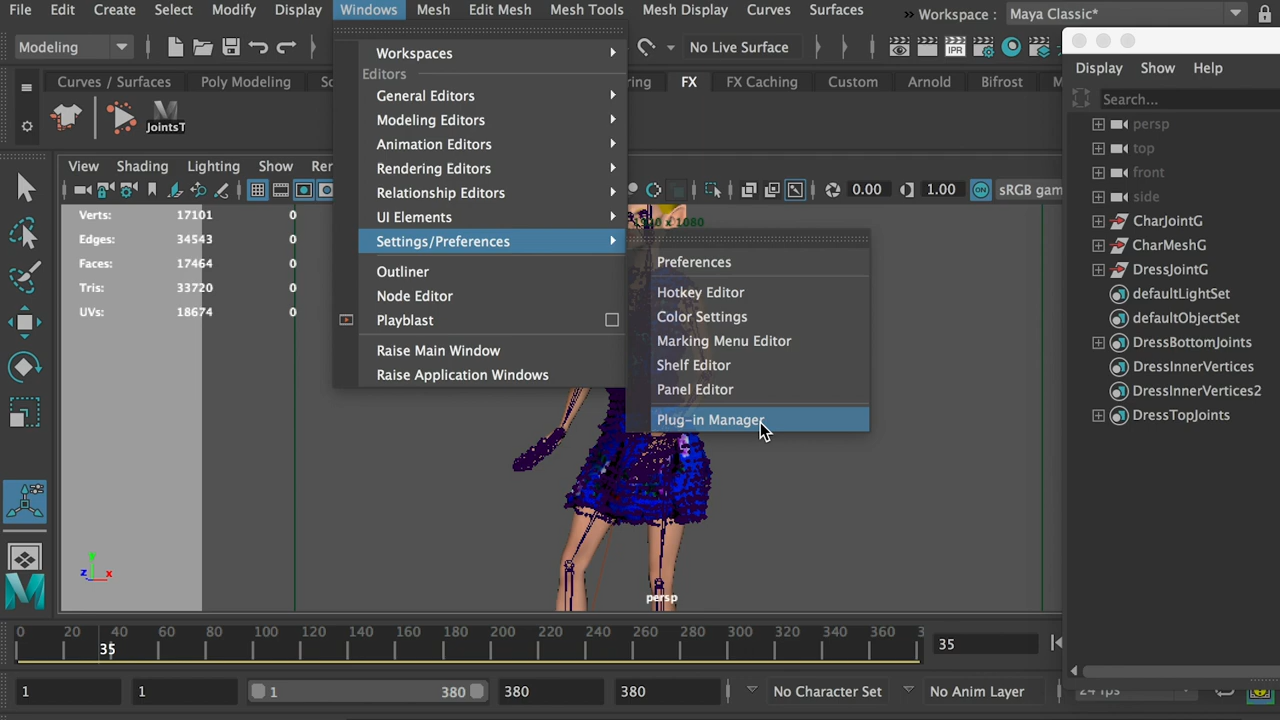 File Edit Create Select Modify Display Windows Mesh Edit Mesh Mesh Tools Mesh Display Curves Surfaces » Workspace : Maya Classic*
Modeling No Live Surface IPR
Curves / Surfaces Poly Modeling FX FX Caching Custom Arnold Bifrost
JointsT
View Shading Lighting Show 0.00 1.00 ON sRGB gam
Verts: 17101 0
Edges: 34543 0
Faces: 17464 0
Tris: 33720 0
UVs: 18674 0
Workspaces
Editors
General Editors
Modeling Editors
Animation Editors
Rendering Editors
Relationship Editors
UI Elements
Settings/Preferences
Outliner
Node Editor
Playblast
Raise Main Window
Raise Application Windows
Preferences
Hotkey Editor
Color Settings
Marking Menu Editor
Shelf Editor
Panel Editor
Plug-in Manager
Display Show Help
Search...
persp
top
front
side
CharJointG
CharMeshG
DressJointG
defaultLightSet
defaultObjectSet
DressBottomJoints
DressInnerVertices
DressInnerVertices2
DressTopJoints
z x
persp
0 20 40 60 80 100 120 140 160 180 200 220 240 260 280 300 320 340 360
35 35
1 1 1 380 380 380 No Character Set No Anim Layer 24 fps